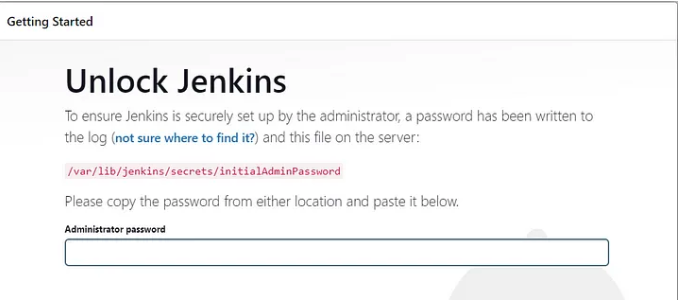 Getting Started
Unlock Jenkins
To ensure Jenkins is securely set up by the administrator, a password has been written to
the log (not sure where to find it?) and this file on the server:
/var/lib/jenkins/secrets/initialAdminPassword
Please copy the password from either location and paste it below.
Administrator password